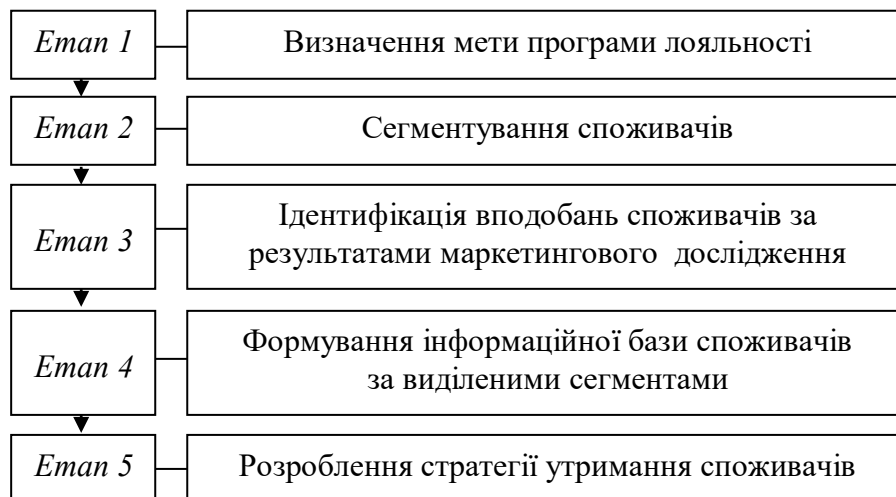 Етап 1
Визначення мети програми лояльності
Етап 2
Сегментування споживачів
Етап 3
Ідентифікація вподобань споживачів за
результатами маркетингового дослідження
Етап 4
Формування інформаційної бази споживачів
за виділеними сегментами
Етап 5
Розроблення стратегії утримання споживачів